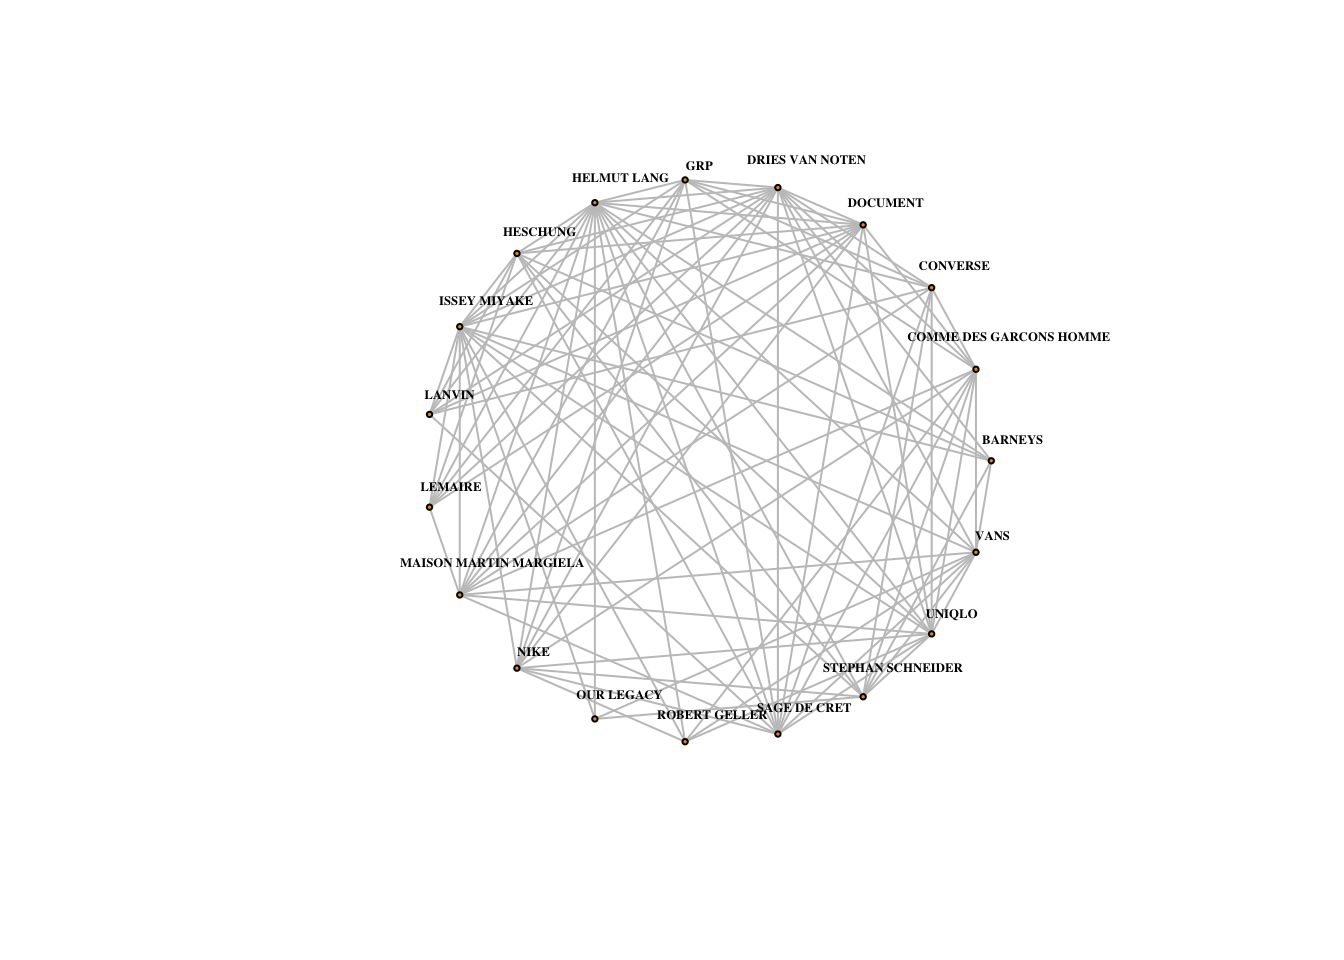 DRIES VAN NOTEN
GRP
HELMUT LANG
DOCUMENT
HESCHUNG
CONVERSE
ISSEY MIYAKE
COMME DES GARCONS HOMME
LANVIN
BARNEYS
LEMAIRE
VANS
MAISON MARTIN MARGIELA
UNIQLO
NIKE
STEPHAN SCHNEIDER
OUR LEGACY
SAGE DE CRET
ROBERT GELLER